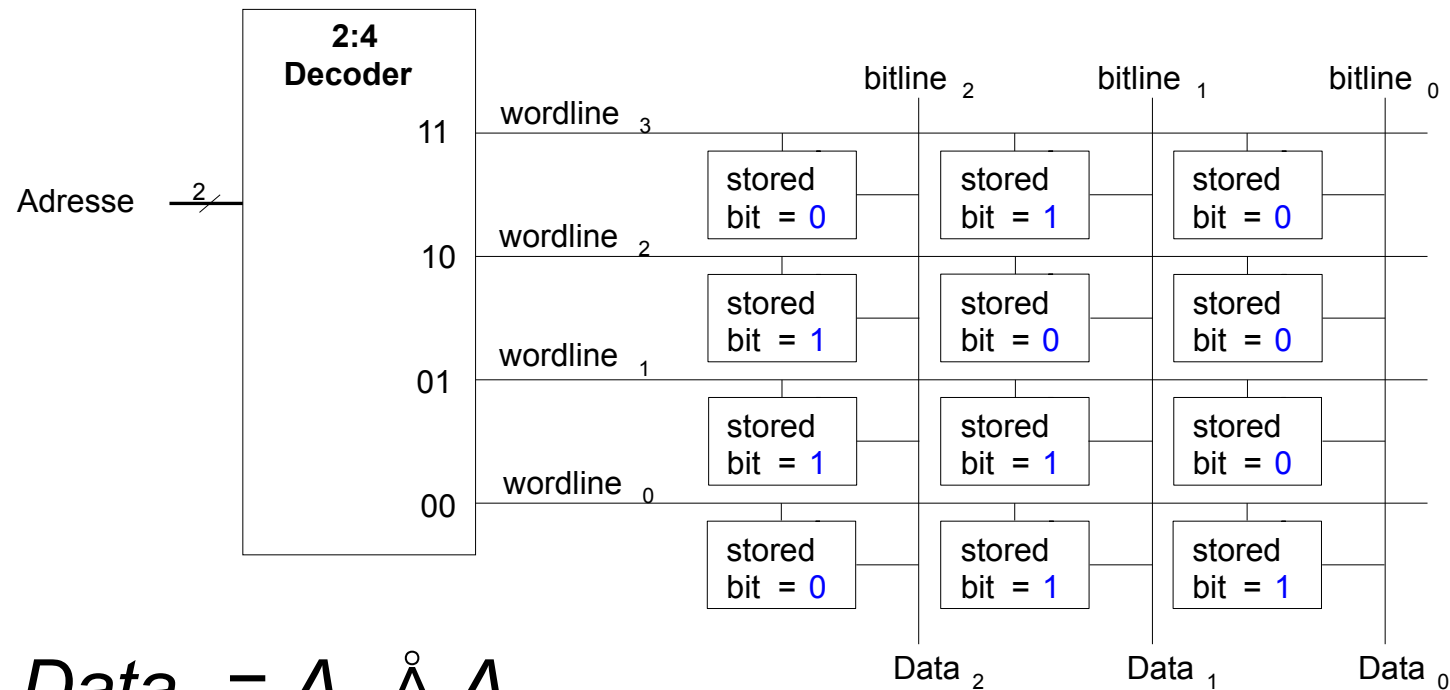 2:4
Decoder
bitline 2 bitline 1 bitline 0
wordline 3
11
stored bit = 0
stored bit = 1
stored bit = 0
Adresse 2
wordline 2
10
stored bit = 1
stored bit = 0
stored bit = 0
wordline 1
01
stored bit = 1
stored bit = 1
stored bit = 0
wordline 0
00
stored bit = 0
stored bit = 1
stored bit = 1
Data 2 Data 1 Data 0
Data = A Å A